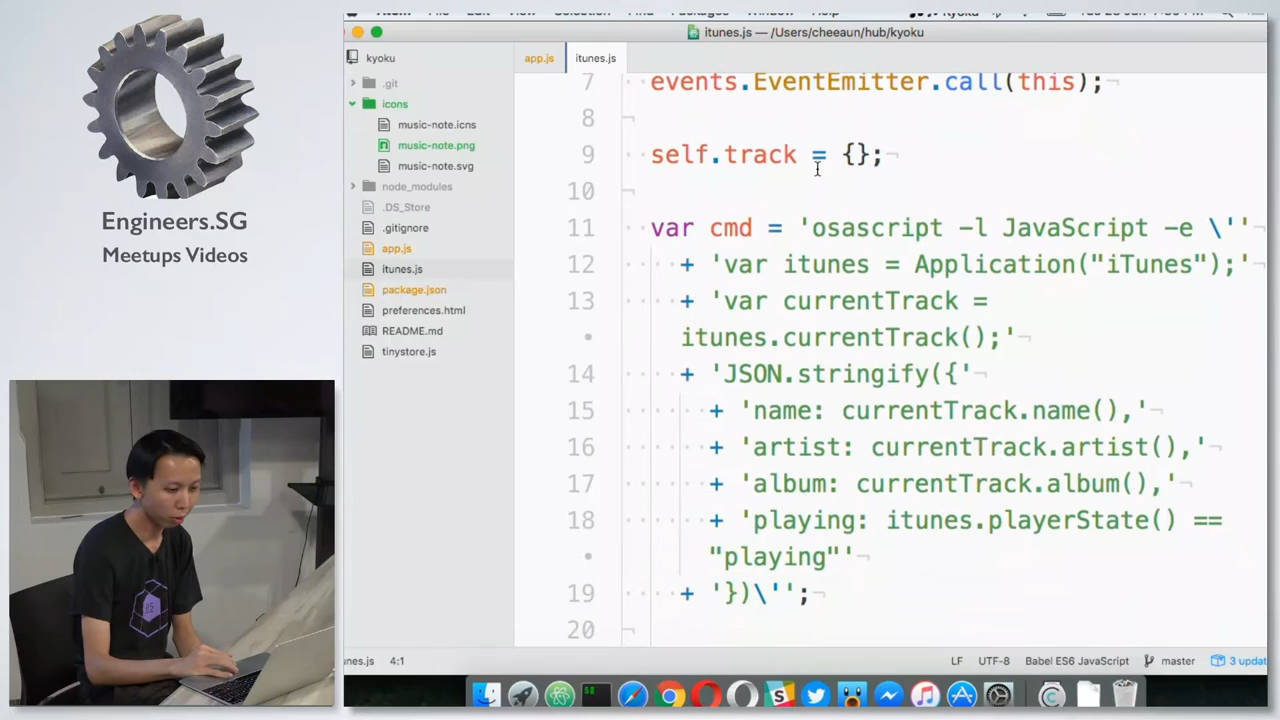 Engineers.SG
Meetups Videos
itunes.js — /Users/cheeaun/hub/kyoku
kyoku
.git
icons
music-note.icns
music-note.png
music-note.svg
node_modules
.DS_Store
.gitignore
app.js
itunes.js
package.json
preferences.html
README.md
tinystore.js
app.js
itunes.js
7 events.EventEmitter.call(this);
8
9 self.track = {};
10
11 var cmd = 'osascript -l JavaScript -e \''
12 + 'var itunes = Application("iTunes");'
13 + 'var currentTrack =
itunes.currentTrack();'
14 + 'JSON.stringify({'
15 + 'name: currentTrack.name(),'
16 + 'artist: currentTrack.artist(),'
17 + 'album: currentTrack.album(),'
18 + 'playing: itunes.playerState() ==
"playing"'
19 + '})\'';
20
unes.js 4:1 LF UTF-8 Babel ES6 JavaScript master 3 updat